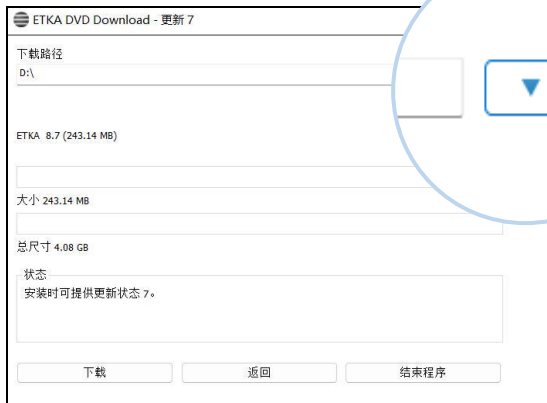 ETKA DVD Download - 更新 7
下载路径
D:\
ETKA 8.7 (243.14 MB)
大小 243.14 MB
总尺寸 4.08 GB
状态
安装时可提供更新状态 7。
下载 返回 结束程序